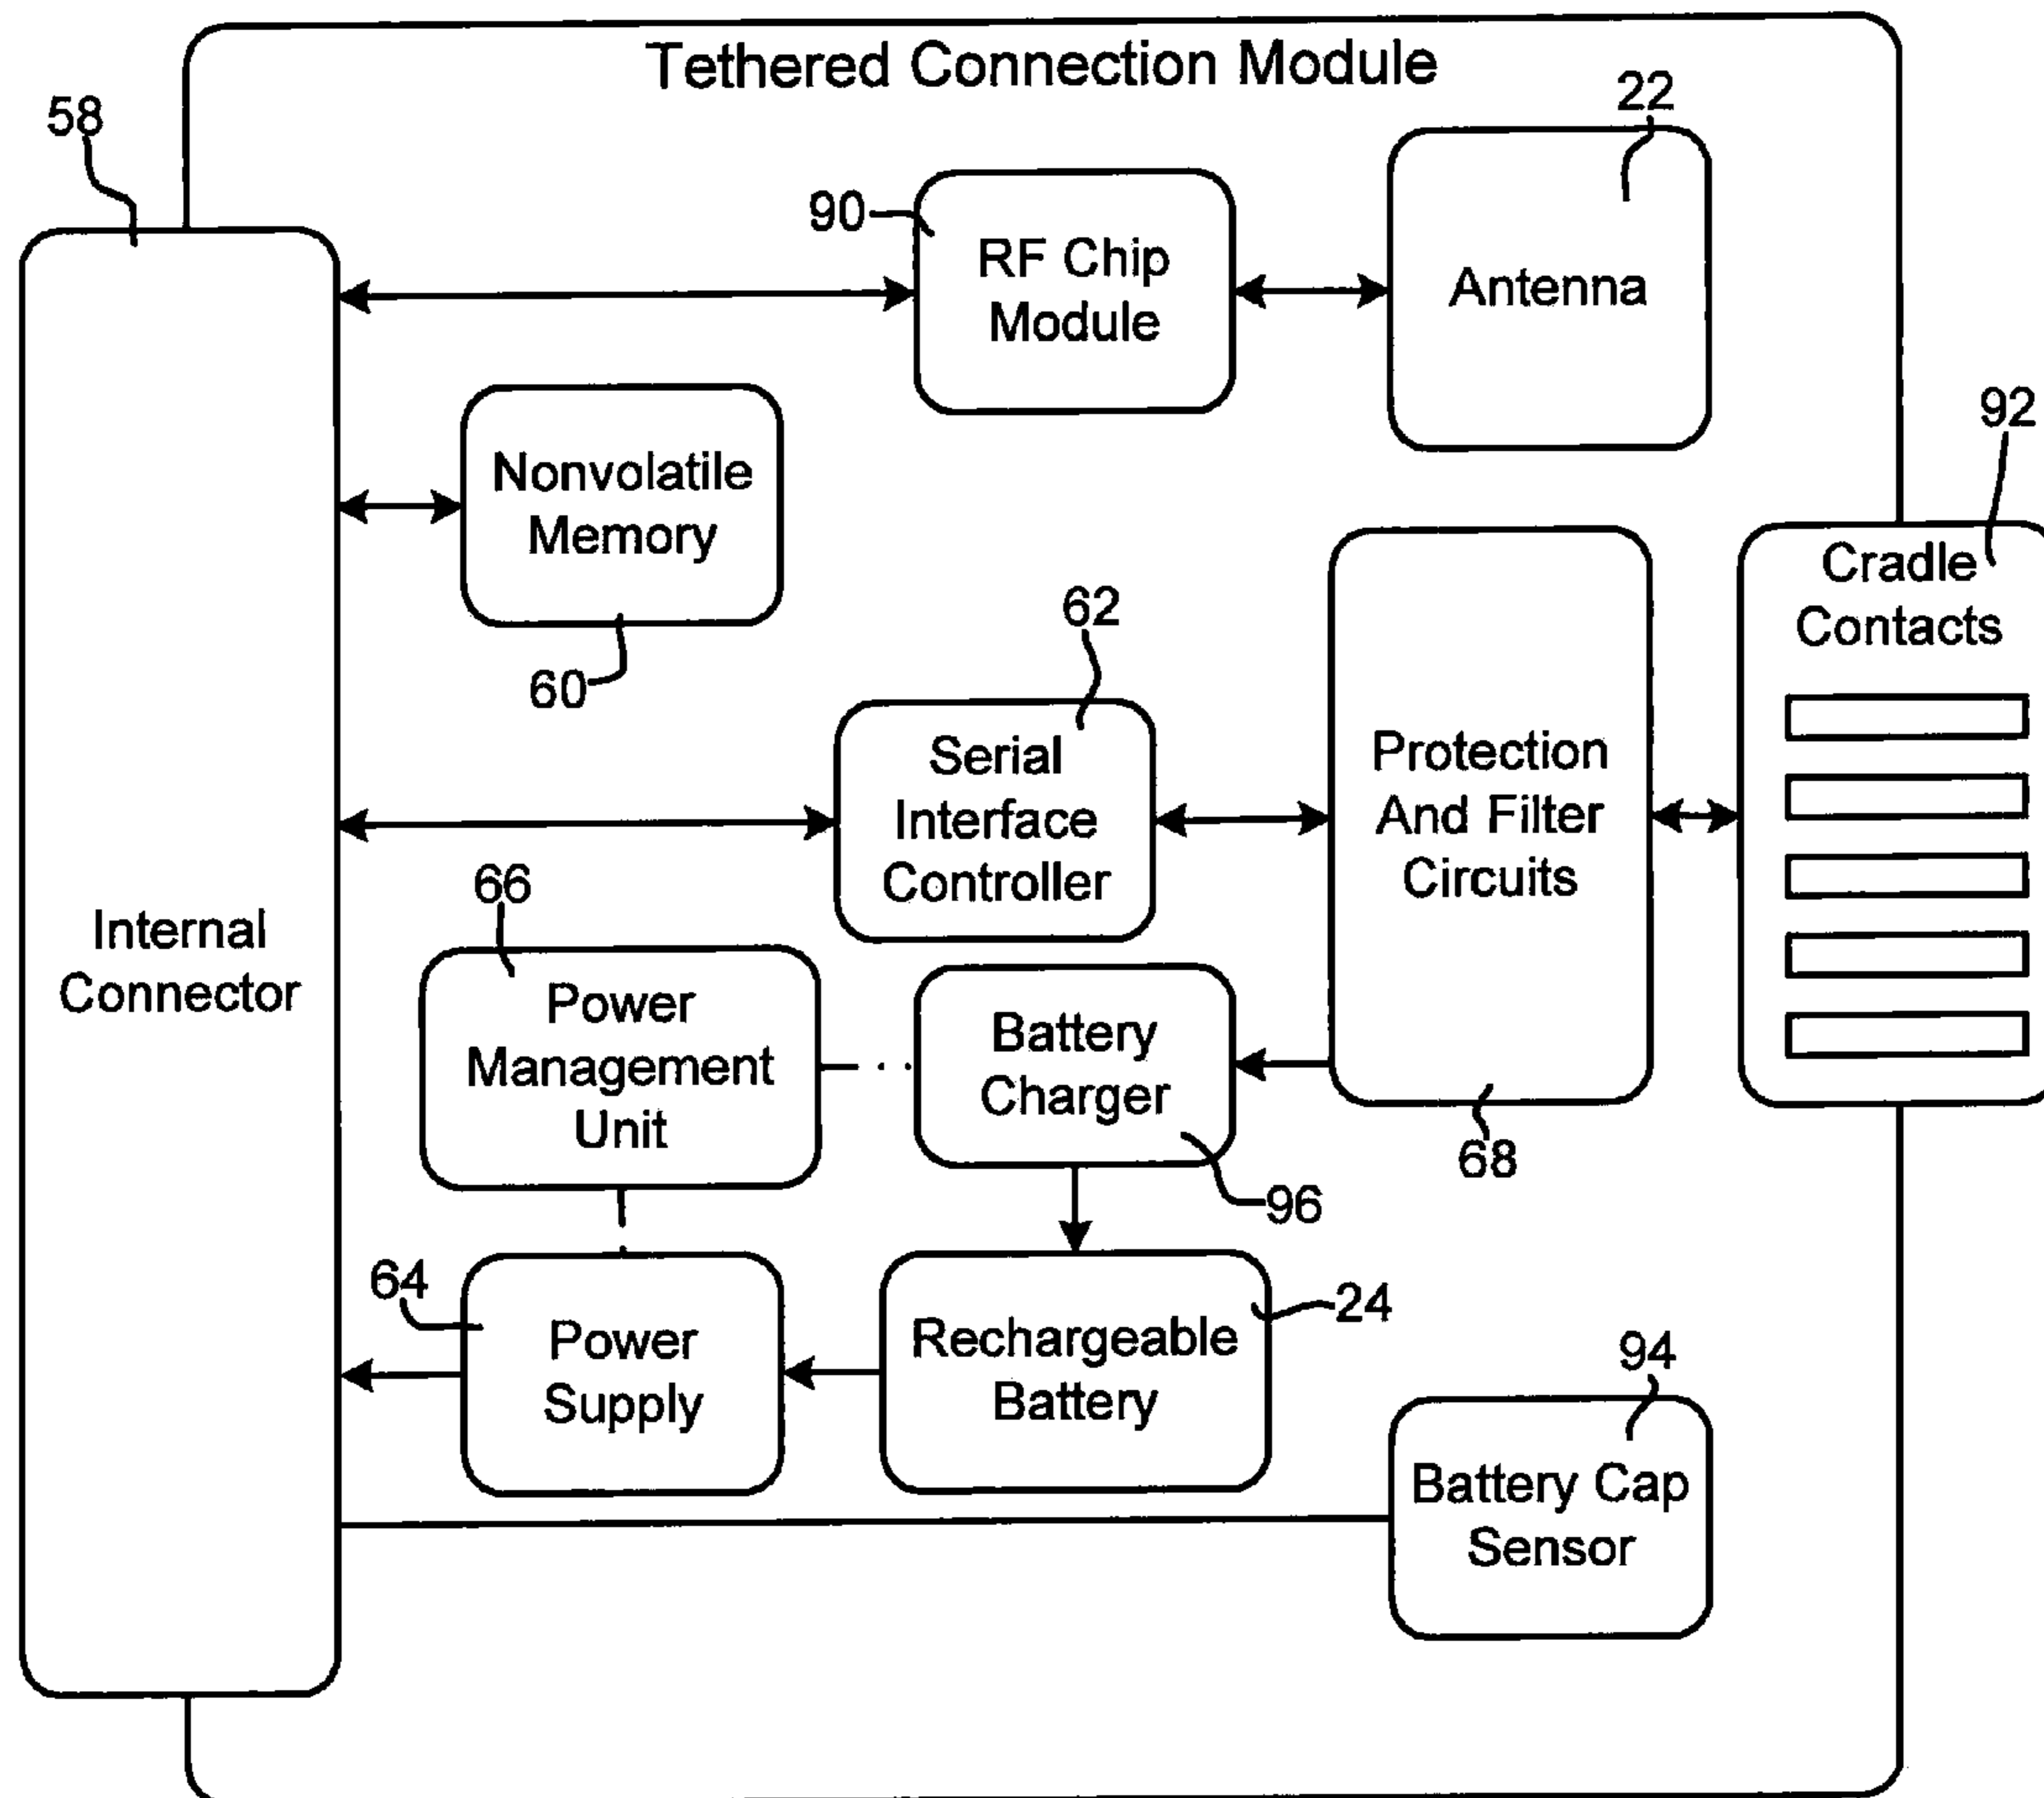 Tethered Connection Module
58
22
90
RF Chip
Module
Antenna
92
Nonvolatile
Memory
Cradle
Contacts
60
62
Serial
Interface
Controller
Protection
And Filter
Circuits
66
Internal
Connector
Power
Management
Unit
Battery
Charger
68
96
64
Power
Supply
Rechargeable
Battery
24
94
Battery Cap
Sensor